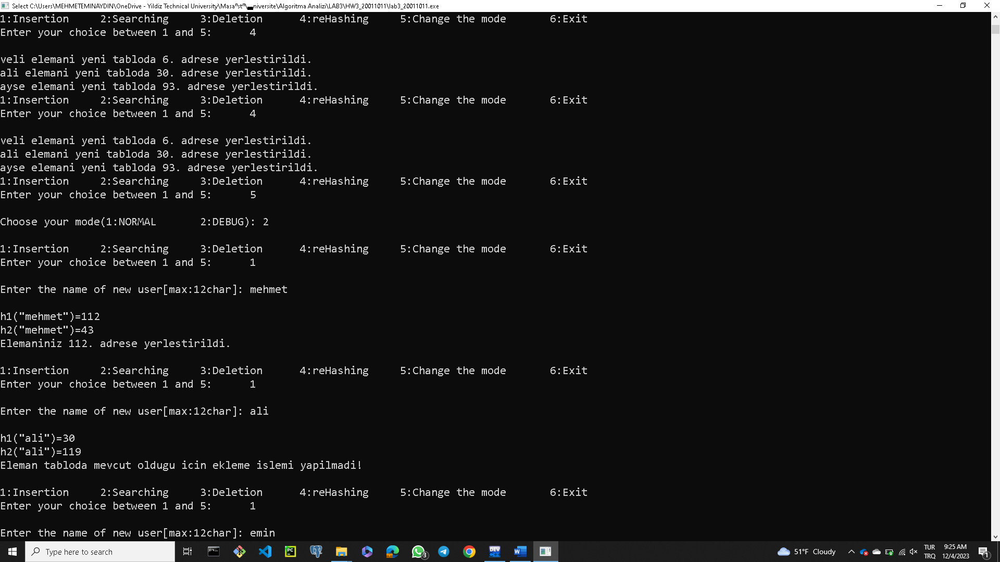 Select C:\Users\MEHMETEMINAYDIN\OneDrive - Yildiz Technical University\Masaⁿstⁿ\▄niversite\Algoritma Analizi\LAB3\HW3_20011011\lab3_20011011.exe
1:Insertion 2:Searching 3:Deletion 4:reHashing 5:Change the mode 6:Exit
Enter your choice between 1 and 5: 4
veli elemani yeni tabloda 6. adrese yerlestirildi.
ali elemani yeni tabloda 30. adrese yerlestirildi.
ayse elemani yeni tabloda 93. adrese yerlestirildi.
1:Insertion 2:Searching 3:Deletion 4:reHashing 5:Change the mode 6:Exit
Enter your choice between 1 and 5: 4
veli elemani yeni tabloda 6. adrese yerlestirildi.
ali elemani yeni tabloda 30. adrese yerlestirildi.
ayse elemani yeni tabloda 93. adrese yerlestirildi.
1:Insertion 2:Searching 3:Deletion 4:reHashing 5:Change the mode 6:Exit
Enter your choice between 1 and 5: 5
Choose your mode(1:NORMAL 2:DEBUG): 2
1:Insertion 2:Searching 3:Deletion 4:reHashing 5:Change the mode 6:Exit
Enter your choice between 1 and 5: 1
Enter the name of new user[max:12char]: mehmet
h1("mehmet")=112
h2("mehmet")=43
Elemaniniz 112. adrese yerlestirildi.
1:Insertion 2:Searching 3:Deletion 4:reHashing 5:Change the mode 6:Exit
Enter your choice between 1 and 5: 1
Enter the name of new user[max:12char]: ali
h1("ali")=30
h2("ali")=119
Eleman tabloda mevcut oldugu icin ekleme islemi yapilmadi!
1:Insertion 2:Searching 3:Deletion 4:reHashing 5:Change the mode 6:Exit
Enter your choice between 1 and 5: 1
Enter the name of new user[max:12char]: emin
Type here to search
PC
3
DEV
W
51°F Cloudy
TUR
TRQ
9:25 AM
12/4/2023
1